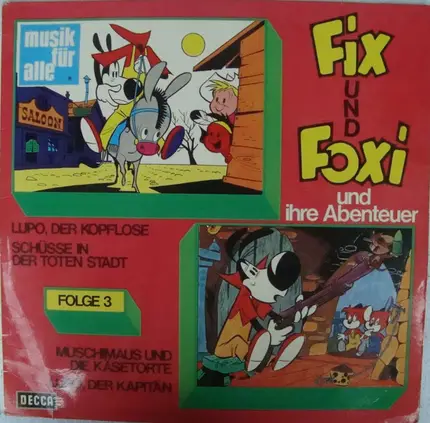 musik
für
alle
SALOON
Fix
UND
Foxi
und
ihre Abenteuer
LUPO, DER KOPFLOSE
SCHÜSSE IN
DER TOTEN STADT
FOLGE 3
MUSCHIMAUS UND
DIE KÄSETORTE
DER KAPITÄN
DECCA